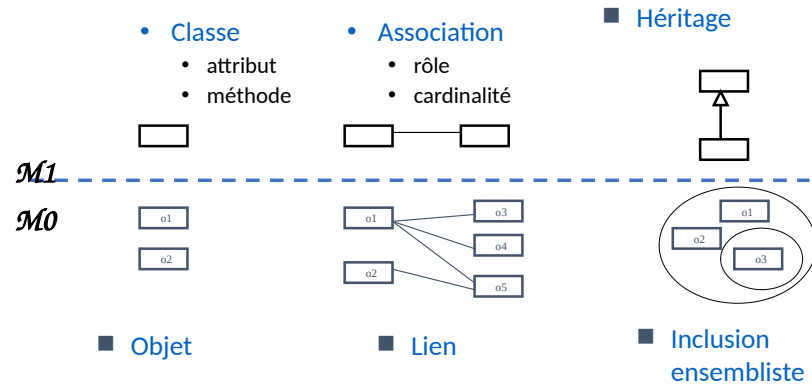 • Classe
• attribut
• méthode
• Association
• rôle
• cardinalité
■ Héritage
M1
M0
o1
o2
o1
o2
o3
o4
o5
o1
o2
o3
■ Objet
■ Lien
■ Inclusion
ensembliste